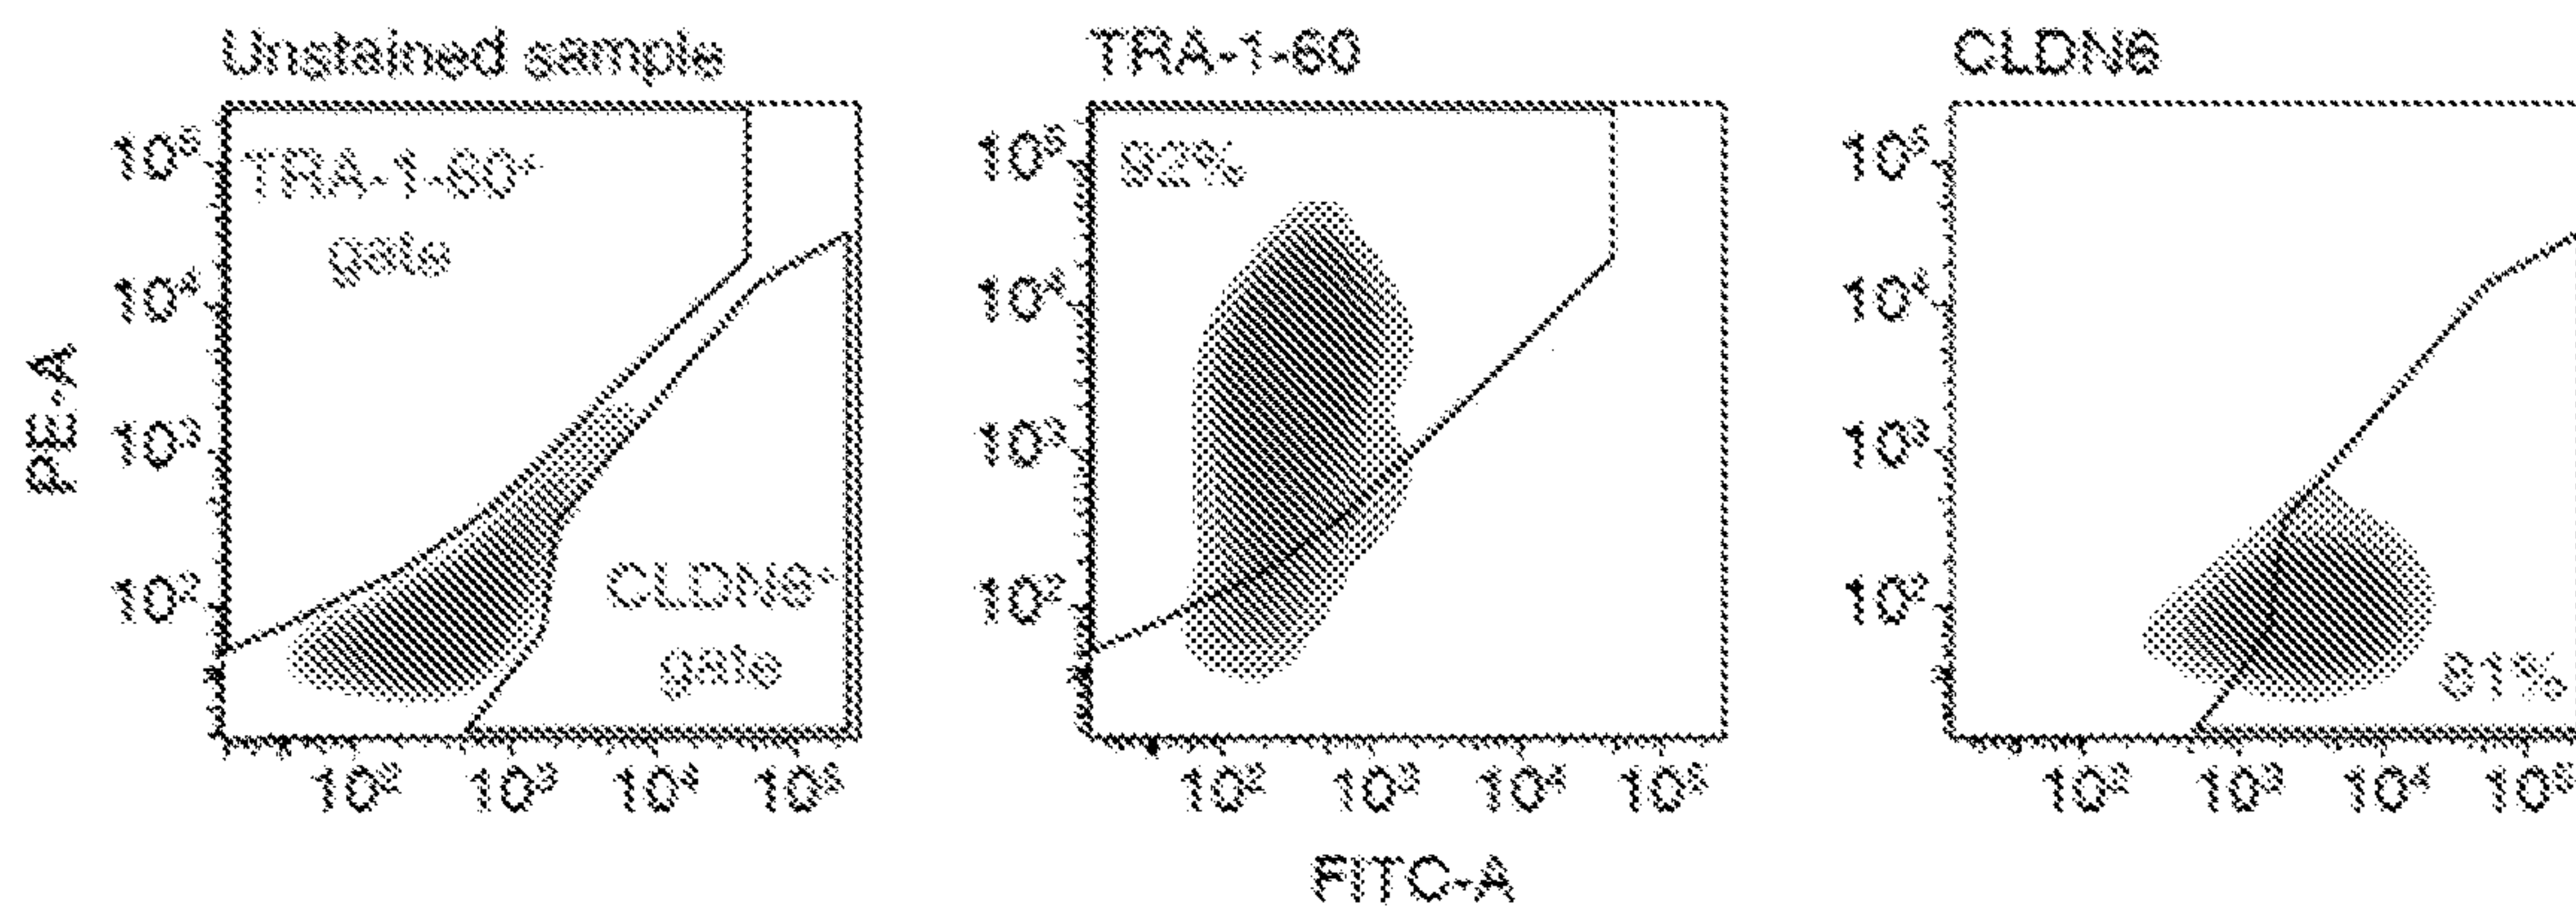 Unstained sample
TRA-1-60
CLDN6
10⁵
TRA-1-60⁺
gate
10⁴
10³
10²
CLDN6⁺
gate
PE-A
10² 10³ 10⁴ 10⁵
10⁵
92%
10⁴
10³
10²
10² 10³ 10⁴ 10⁵
10⁵
10⁴
10³
10²
81%
10² 10³ 10⁴ 10⁵
FITC-A